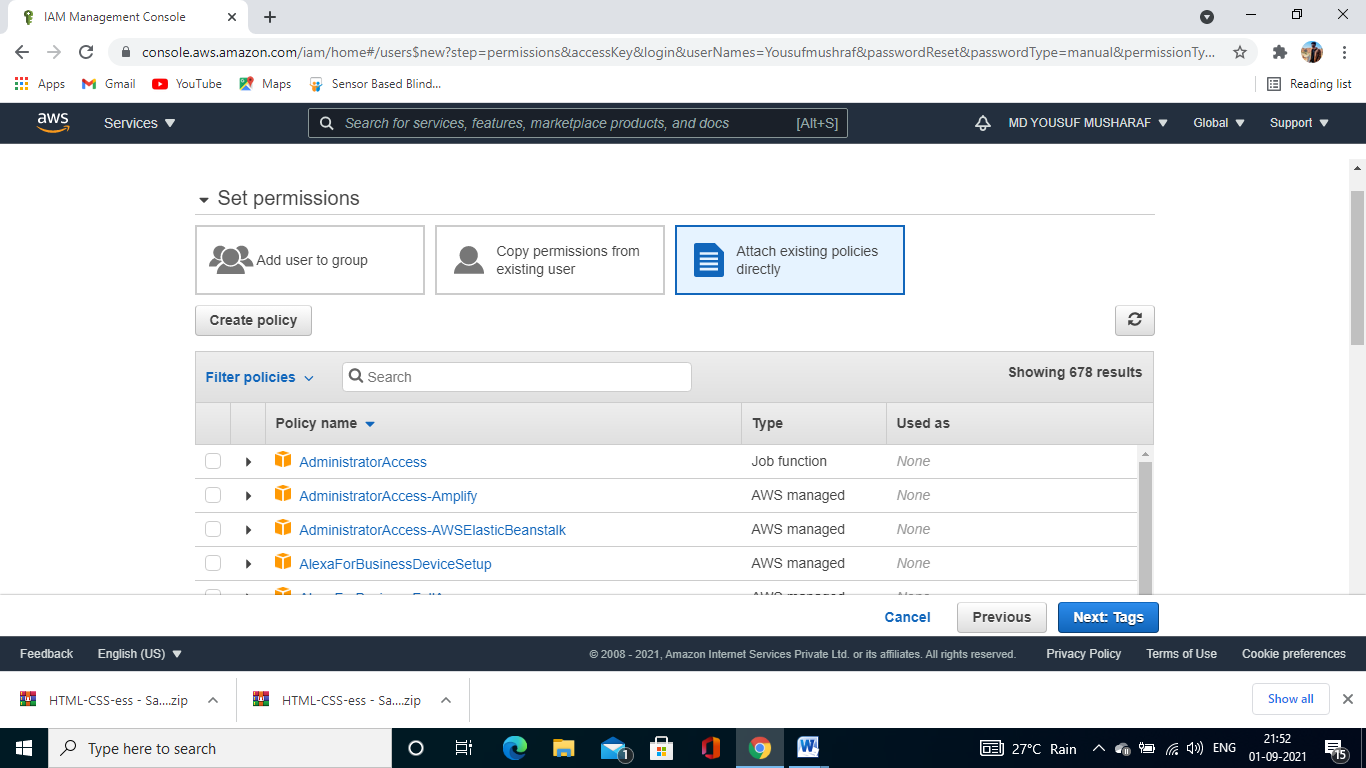 IAM Management Console
console.aws.amazon.com/iam/home#/users$new?step=permissions&accessKey&login&userNames=Yousufmushraf&passwordReset&passwordType=manual&permissionTy...
Apps Gmail YouTube Maps Sensor Based Blind... Reading list
aws Services Search for services, features, marketplace products, and docs [Alt+S] MD YOUSUF MUSHARAF Global Support
Set permissions
Add user to group
Copy permissions from
existing user
Attach existing policies
directly
Create policy
Filter policies Search Showing 678 results
Policy name Type Used as
AdministratorAccess Job function None
AdministratorAccess-Amplify AWS managed None
AdministratorAccess-AWSElasticBeanstalk AWS managed None
AlexaForBusinessDeviceSetup AWS managed None
Cancel Previous Next: Tags
Feedback English (US) © 2008 - 2021, Amazon Internet Services Private Ltd. or its affiliates. All rights reserved. Privacy Policy Terms of Use Cookie preferences
HTML-CSS-ess - Sa....zip HTML-CSS-ess - Sa....zip Show all
Type here to search 1 27°C Rain ENG 21:52
01-09-2021 15